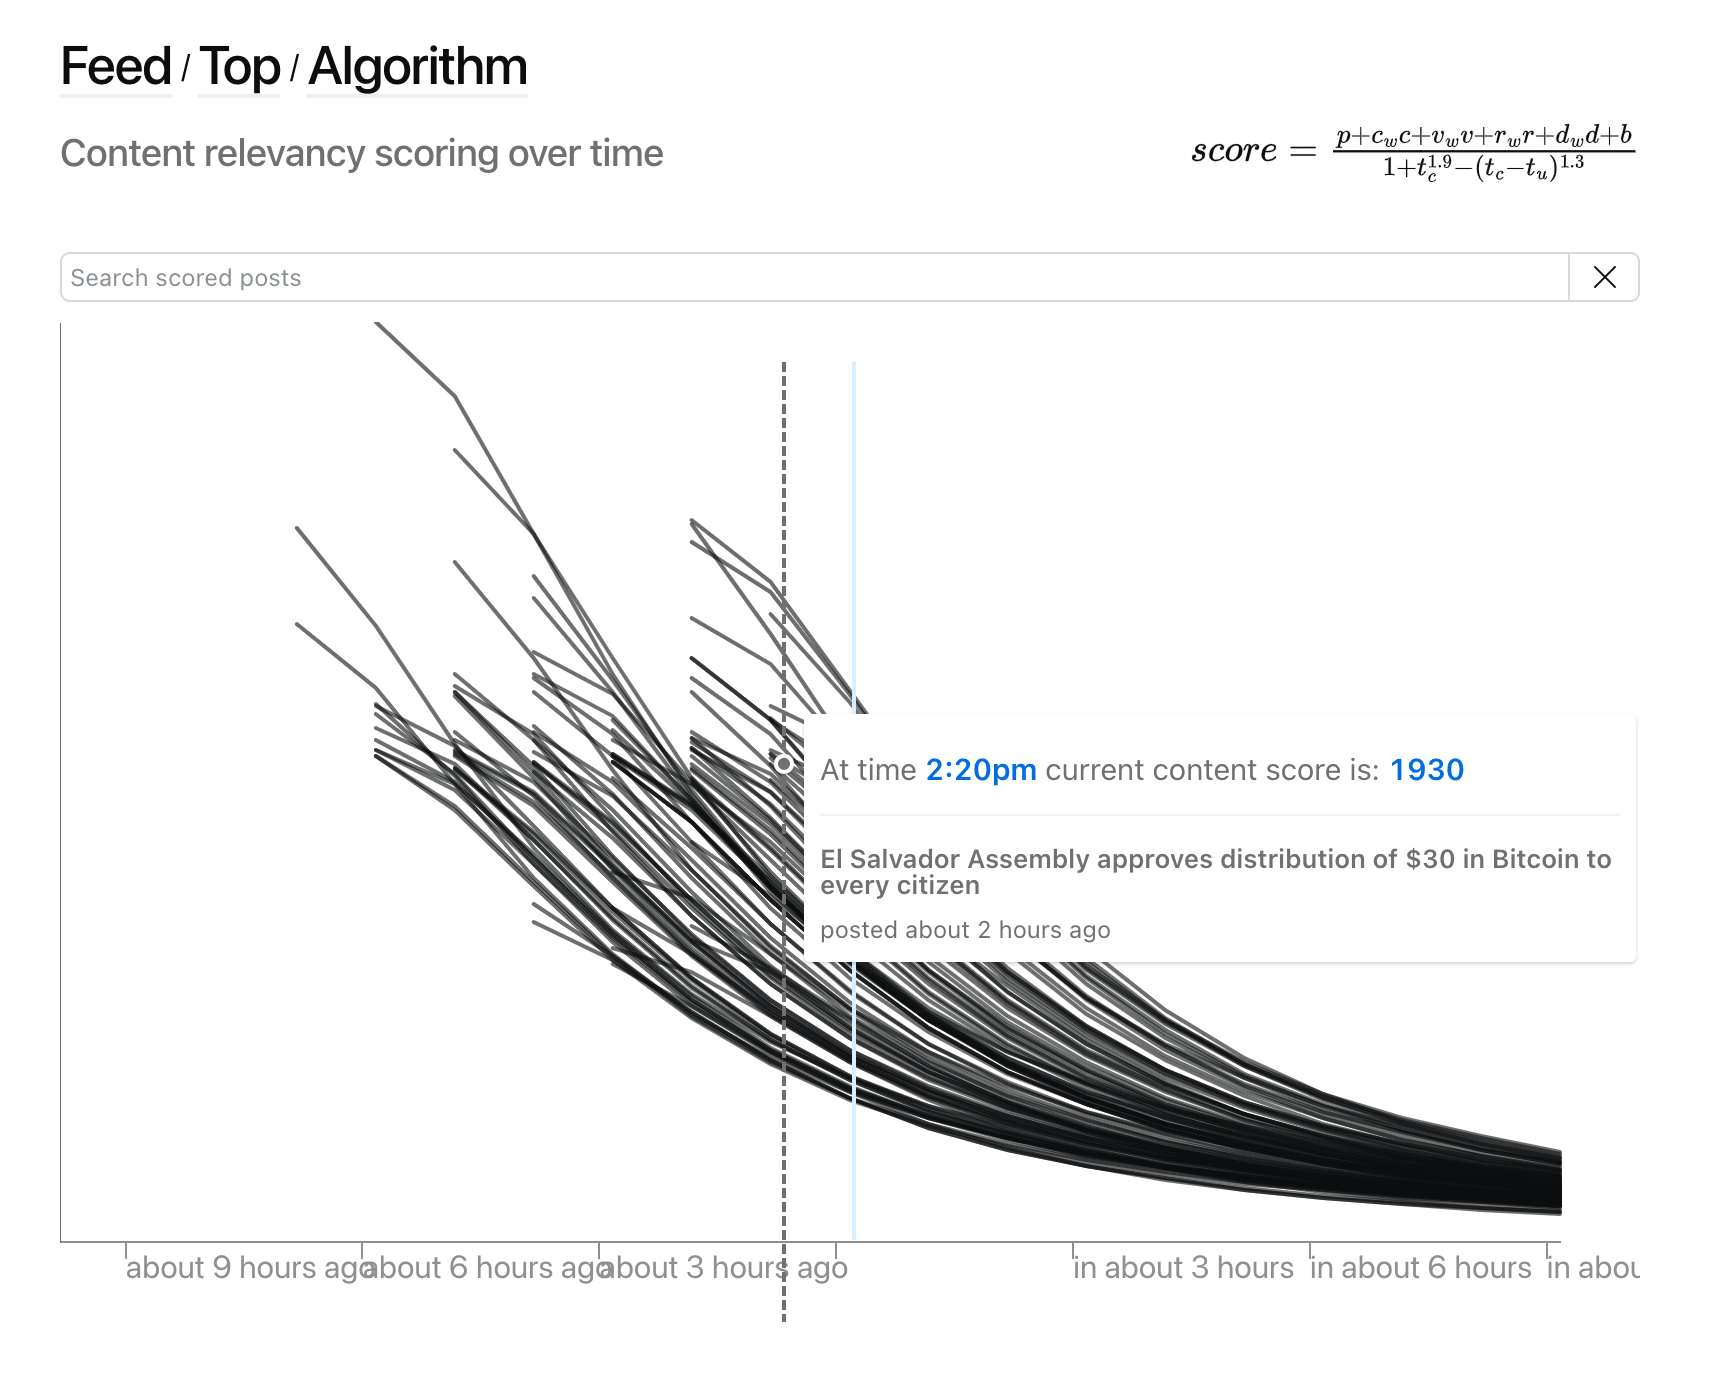 Feed / Top / Algorithm
Content relevancy scoring over time
score = \frac{p+c_w c+v_w v+r_w r+d_w d+b}{1+t_c^{1.9}-(t_c-t_u)^{1.3}}
Search scored posts
At time 2:20pm current content score is: 1930
El Salvador Assembly approves distribution of $30 in Bitcoin to
every citizen
posted about 2 hours ago
about 9 hours ago about 6 hours ago about 3 hours ago in about 3 hours in about 6 hours in abou